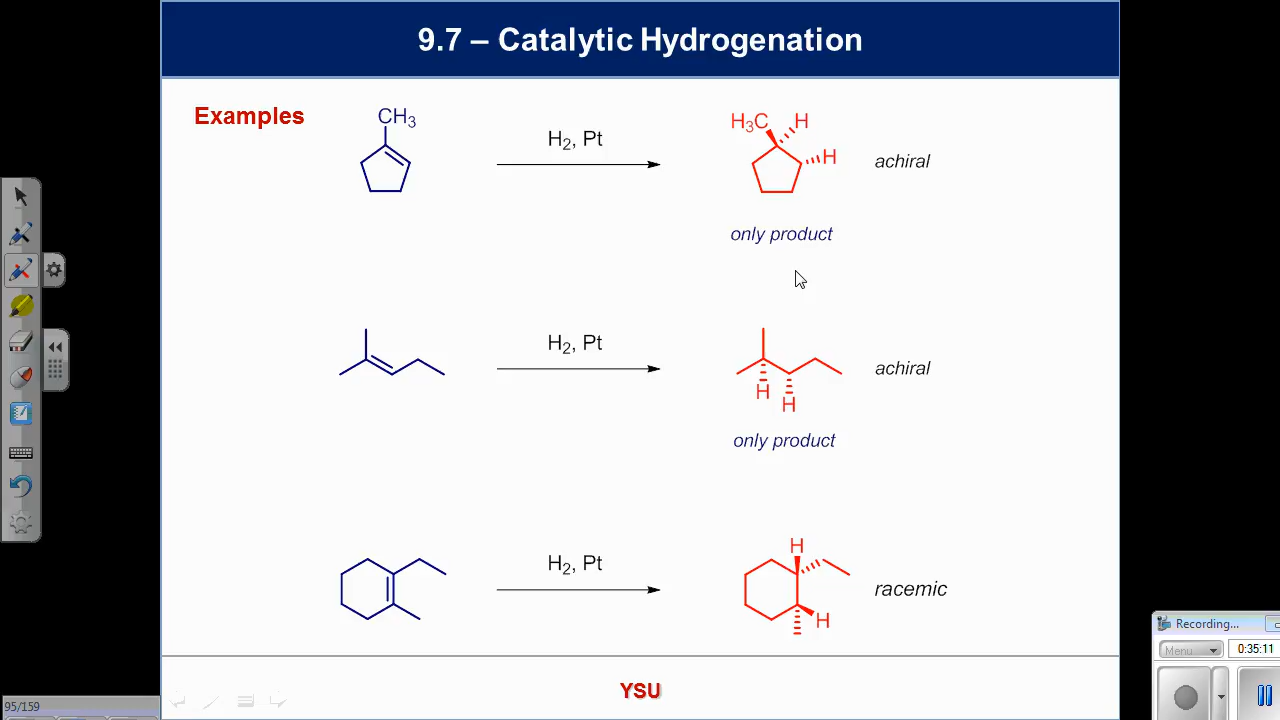 9.7 – Catalytic Hydrogenation
Examples
CH₃
H₂, Pt
H₃C H
H
achiral
only product
H₂, Pt
H
H
achiral
only product
H₂, Pt
H
H
racemic
YSU
95/159
Recording...
Menu
0:35:11